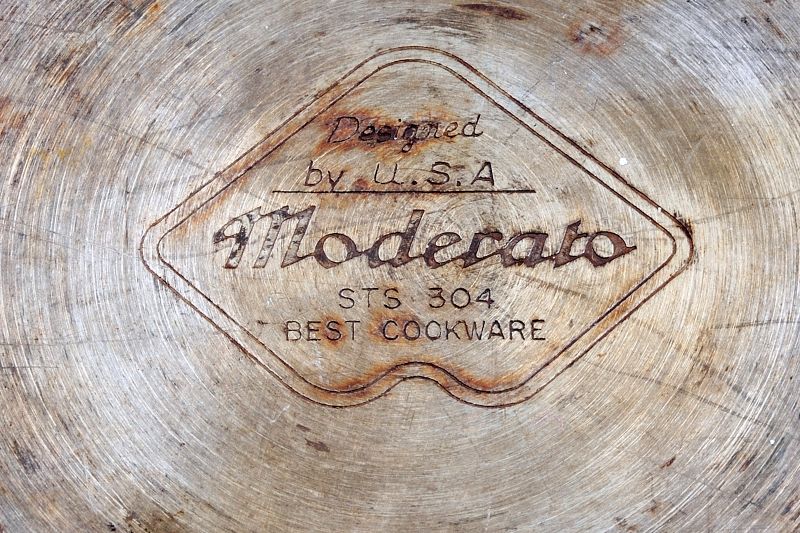 Designed
by U.S.A
Moderato
STS 304
BEST COOKWARE